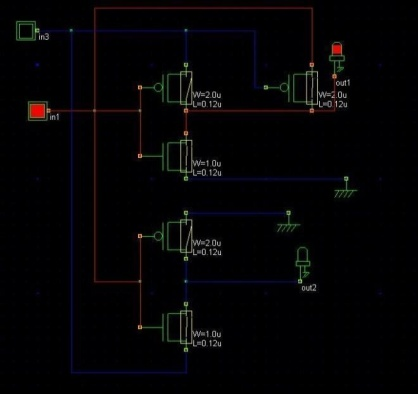 in3
out1
W=2.0u
L=0.12u
W=2.0u
L=0.12u
in1
W=1.0u
L=0.12u
W=2.0u
L=0.12u
out2
W=1.0u
L=0.12u